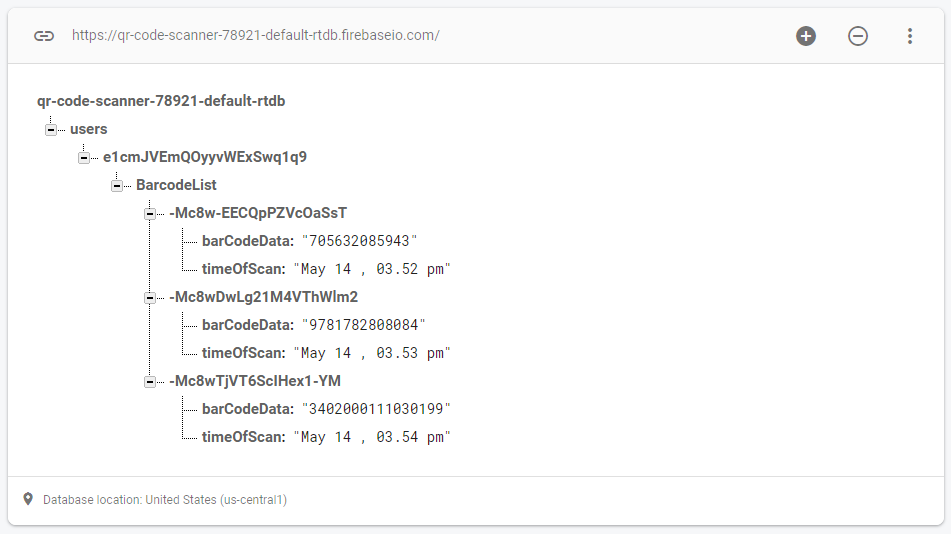 https://qr-code-scanner-78921-default-rtdb.firebaseio.com/
qr-code-scanner-78921-default-rtdb
users
e1cmJVEmQOyyvWExSwq1q9
BarcodeList
-Mc8w-EECQpPZVcOaSsT
barCodeData: "705632085943"
timeOfScan: "May 14 , 03.52 pm"
-Mc8wDwLg21M4VThWlm2
barCodeData: "9781782808084"
timeOfScan: "May 14 , 03.53 pm"
-Mc8wTjVT6ScIHex1-YM
barCodeData: "3402000111030199"
timeOfScan: "May 14 , 03.54 pm"
Database location: United States (us-central1)